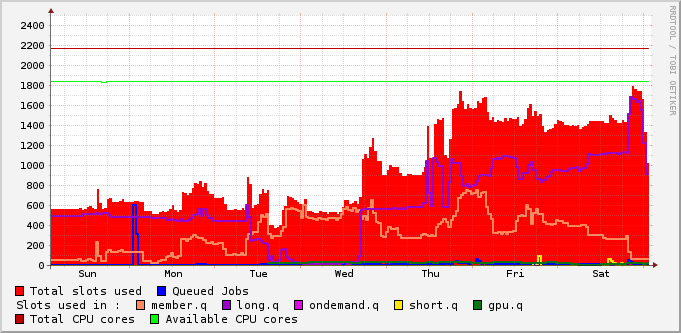 RRDTOOL / TOBI OETIKER
2400
2200
2000
1800
1600
1400
1200
1000
800
600
400
200
0
Sun Mon Tue Wed Thu Fri Sat
Total slots used Queued Jobs
Slots used in : member.q long.q ondemand.q short.q gpu.q
Total CPU cores Available CPU cores